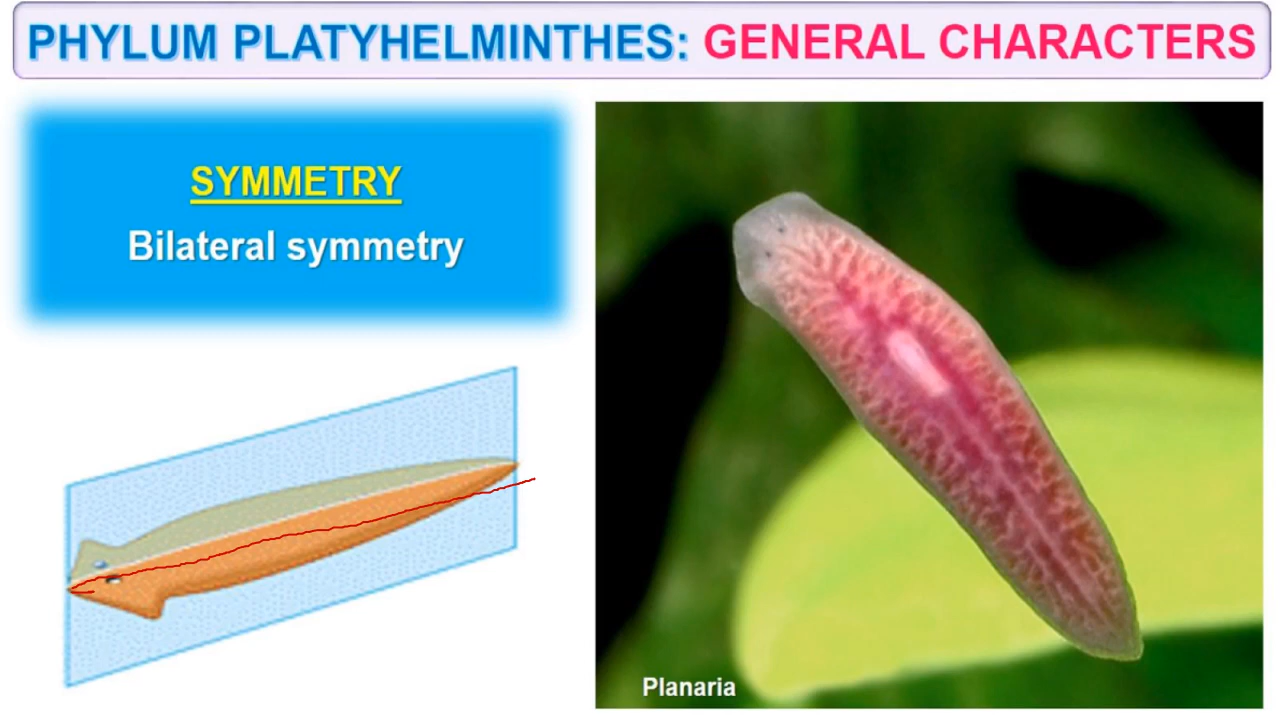 PHYLUM PLATYHELMINTHES: GENERAL CHARACTERS
SYMMETRY
Bilateral symmetry
Planaria